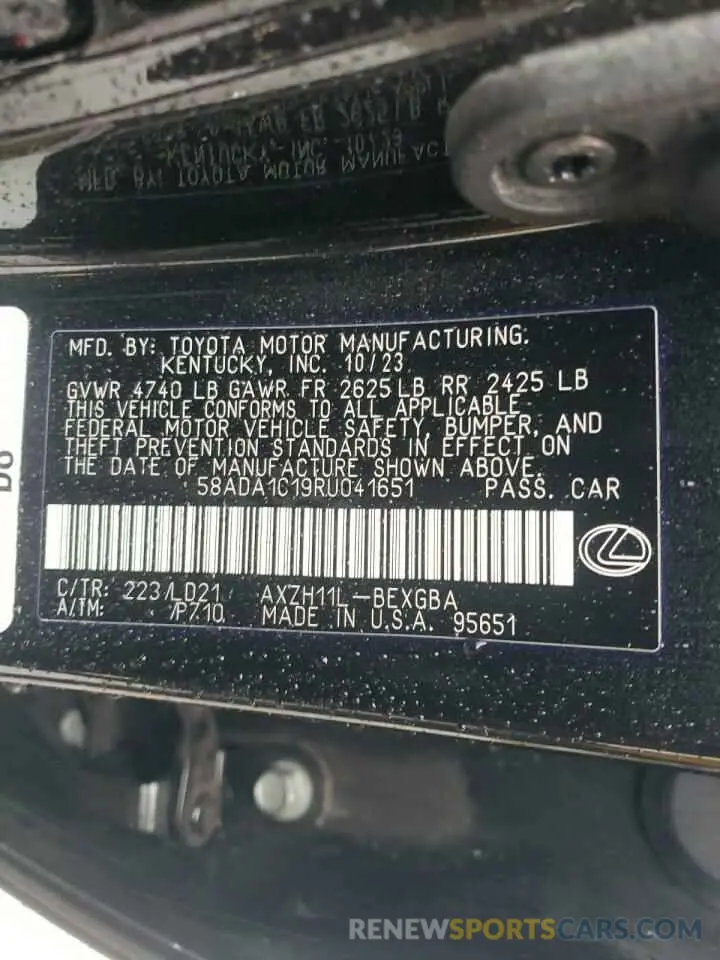 MFD. BY: TOYOTA MOTOR MANUFACTURING.
KENTUCKY, INC. 10/23
GVWR 4740 LB GAWR FR 2625 LB RR 2425 LB
THIS VEHICLE CONFORMS TO ALL APPLICABLE
FEDERAL MOTOR VEHICLE SAFETY, BUMPER, AND
THEFT PREVENTION STANDARDS IN EFFECT ON
THE DATE OF MANUFACTURE SHOWN ABOVE.
58ADA1C19RU041651 PASS. CAR
C/TR: 223/LD21 AXZH11L-BEXGBA
A/TM: /P710 MADE IN U.S.A. 95651
RENEWSPORTSCARS.COM